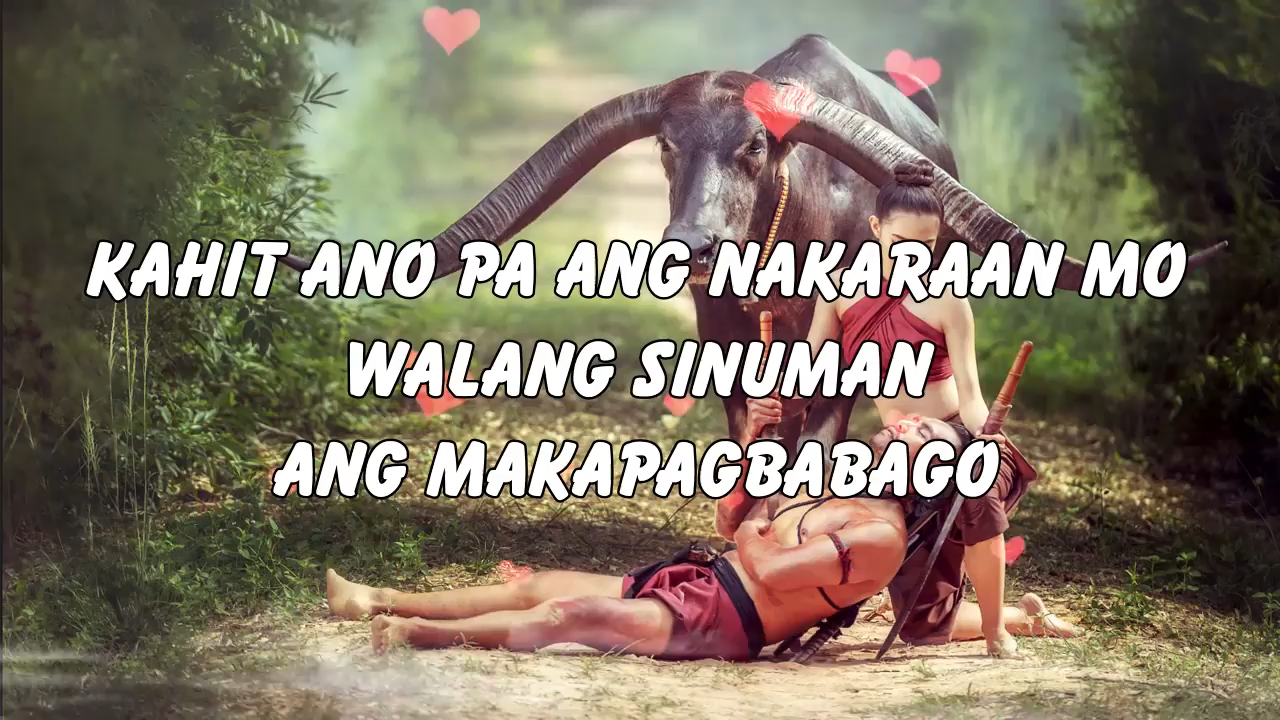 KAHIT ANO PA ANG NAKARAAN MO
WALANG SINUMAN
ANG MAKAPAGBABAGO